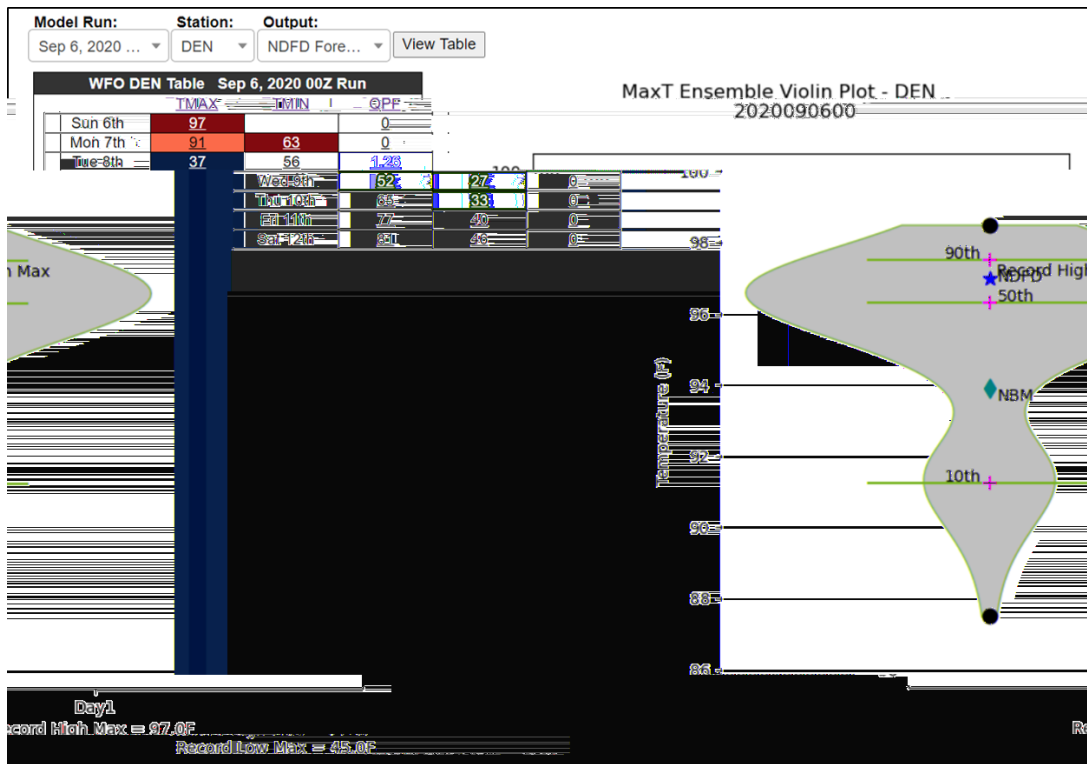 Model Run: Station: Output:
Sep 6, 2020 ... DEN NDFD Fore... View Table
WFO DEN Table Sep 6, 2020 00Z Run
MaxT Ensemble Violin Plot - DEN
2020090600
TMAX TMIN QPF
Sun 6th 97 0
Mon 7th 91 63 0
Tue 8th 37 56 1.26
100
100
Wed 9th 52 27 0
Thu 10th 33 0
Fri 11th 77 40 0
Sat 12th 81 46 0
98
90th
Max
Record High
NDFD
50th
96
Temperature (F)
94
NBM
92
10th
90
88
86
Day1
ecord High Max = 97.0F
Record Low Max = 45.0F